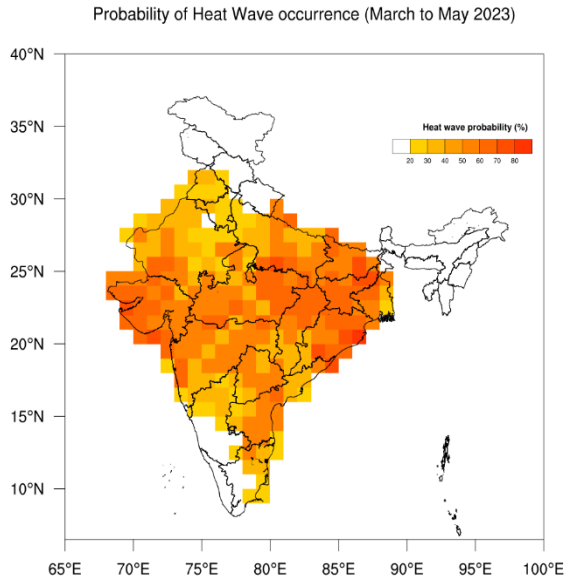 Probability of Heat Wave occurrence (March to May 2023)
40°N
35°N
Heat wave probability (%)
20 30 40 50 60 70 80
30°N
25°N
20°N
15°N
10°N
65°E 70°E 75°E 80°E 85°E 90°E 95°E 100°E